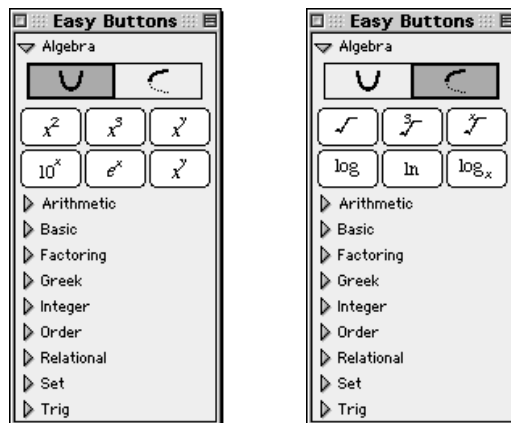 Easy Buttons
Algebra
x² x³ xʸ
10ˣ eˣ xʸ
Arithmetic
Basic
Factoring
Greek
Integer
Order
Relational
Set
Trig
Easy Buttons
Algebra
√ ³√ ˣ√
log ln logₓ
Arithmetic
Basic
Factoring
Greek
Integer
Order
Relational
Set
Trig